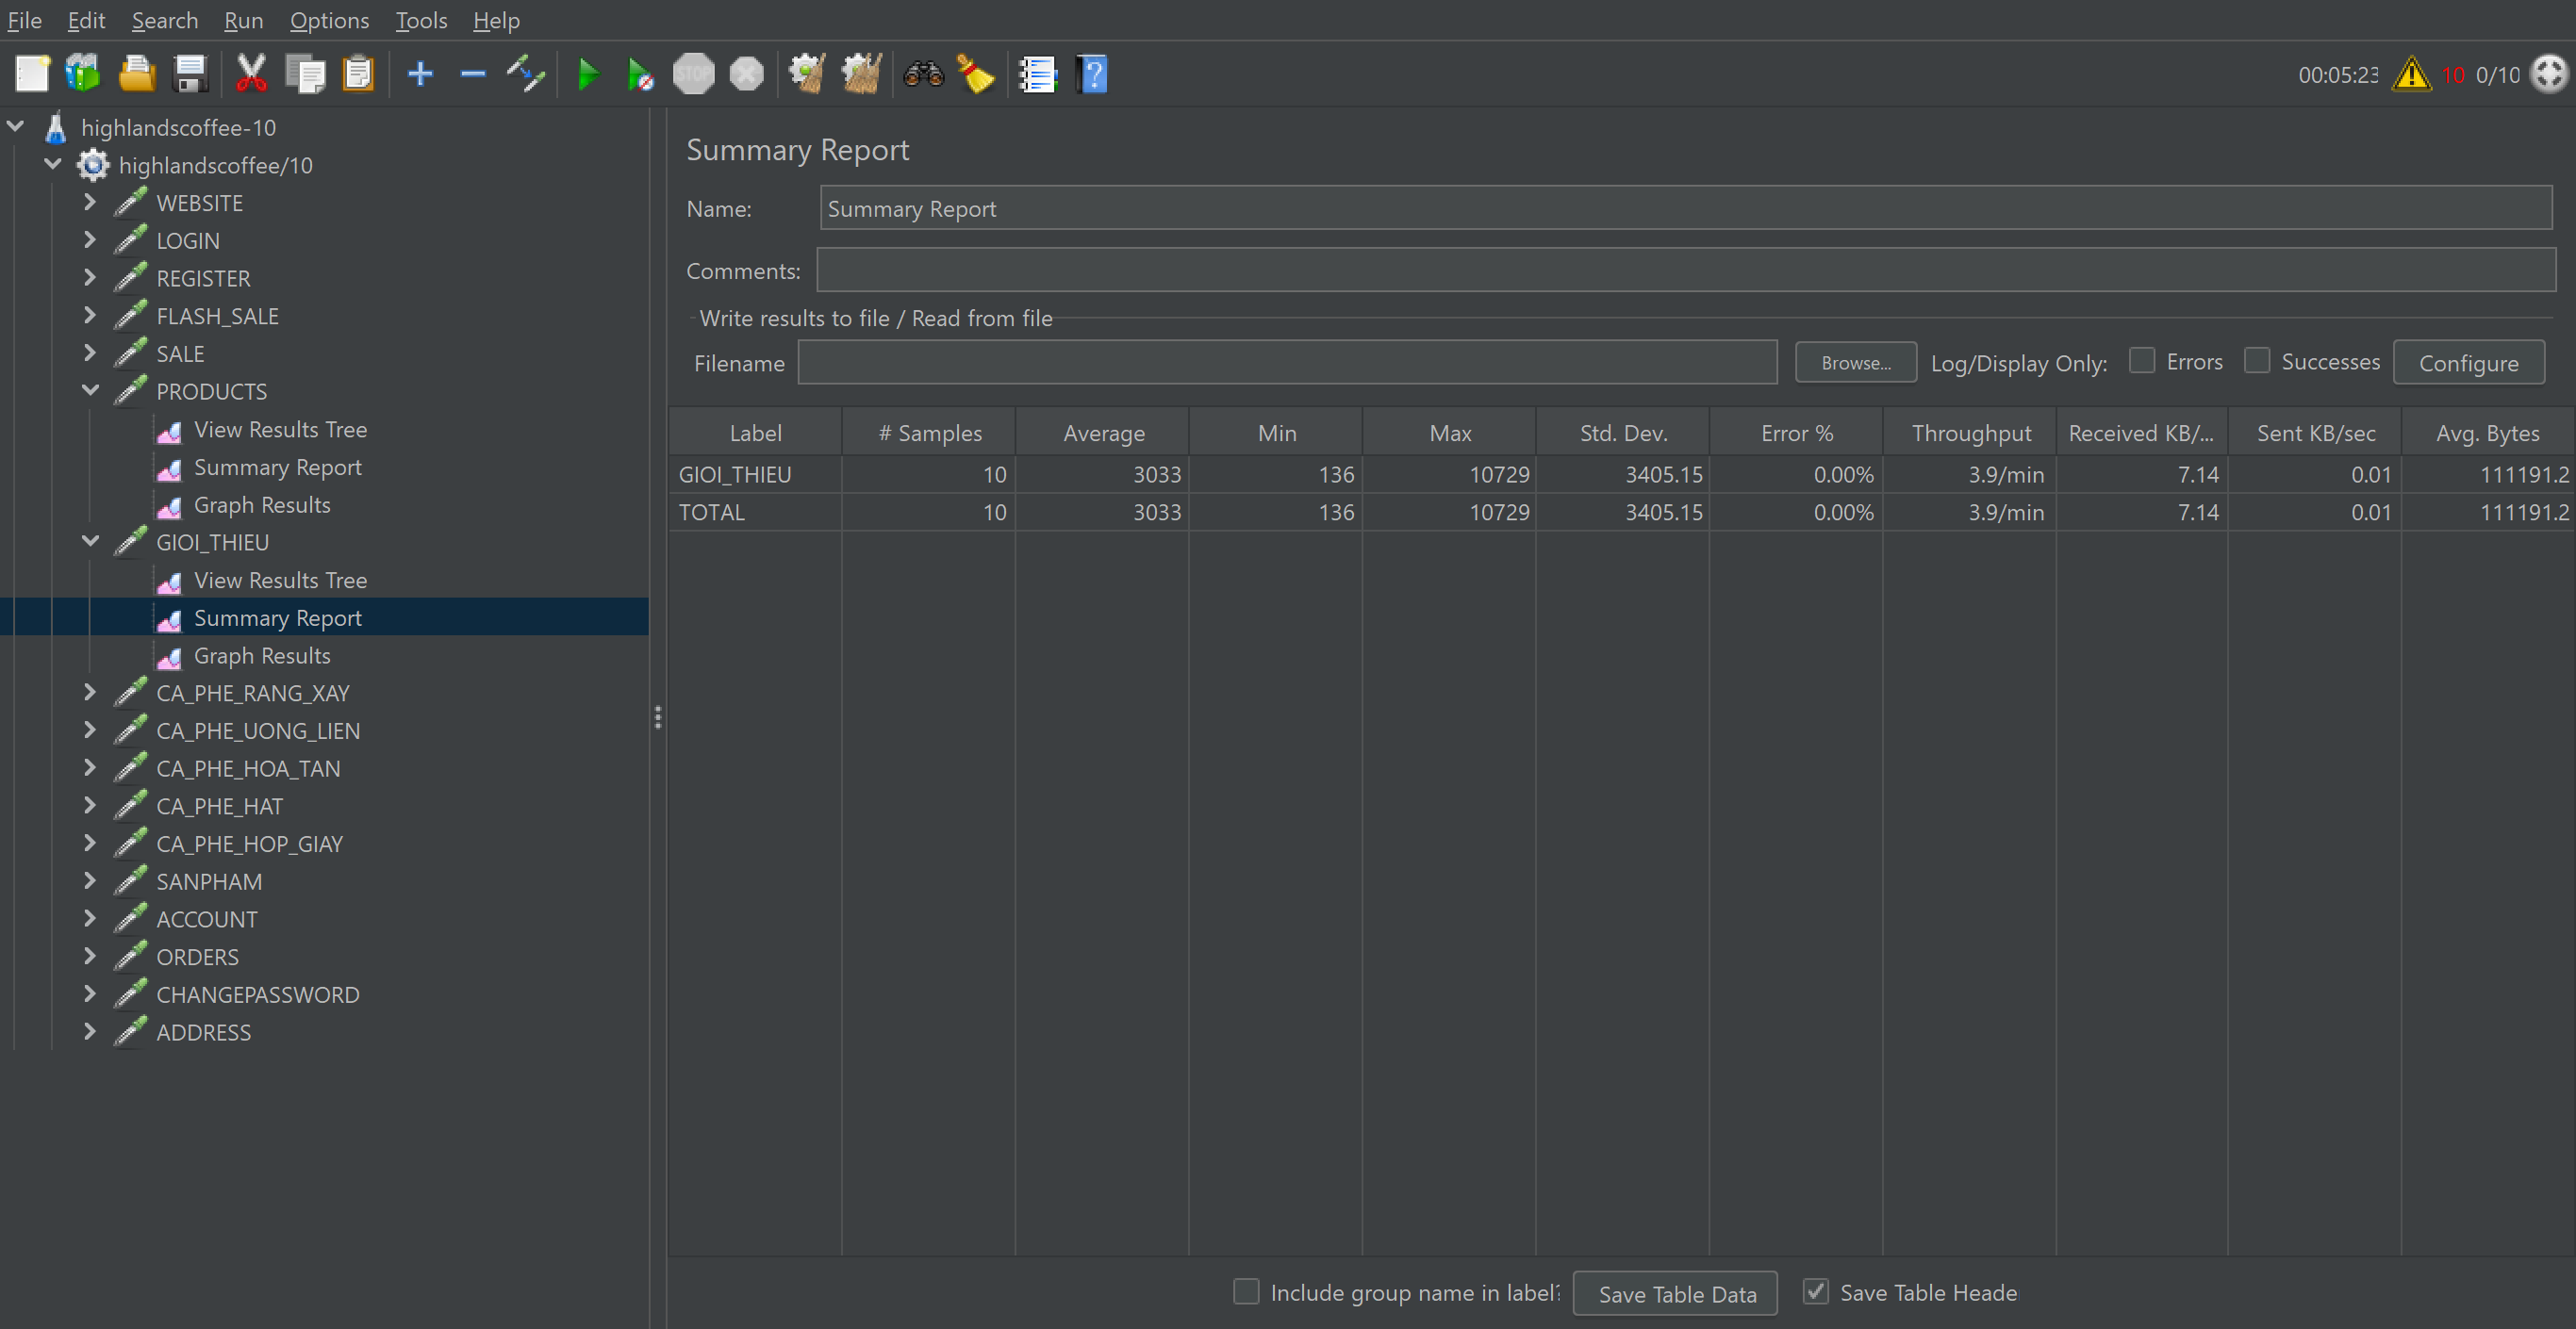 File Edit Search Run Options Tools Help
STOP
00:05:23 10 0/10
highlandscoffee-10
highlandscoffee/10
WEBSITE
LOGIN
REGISTER
FLASH_SALE
SALE
PRODUCTS
View Results Tree
Summary Report
Graph Results
GIOI_THIEU
View Results Tree
Summary Report
Graph Results
CA_PHE_RANG_XAY
CA_PHE_UONG_LIEN
CA_PHE_HOA_TAN
CA_PHE_HAT
CA_PHE_HOP_GIAY
SANPHAM
ACCOUNT
ORDERS
CHANGEPASSWORD
ADDRESS
Summary Report
Name: Summary Report
Comments:
Write results to file / Read from file
Filename Browse... Log/Display Only: Errors Successes Configure
Label # Samples Average Min Max Std. Dev. Error % Throughput Received KB/... Sent KB/sec Avg. Bytes
GIOI_THIEU 10 3033 136 10729 3405.15 0.00% 3.9/min 7.14 0.01 111191.2
TOTAL 10 3033 136 10729 3405.15 0.00% 3.9/min 7.14 0.01 111191.2
Include group name in label? Save Table Data Save Table Heade